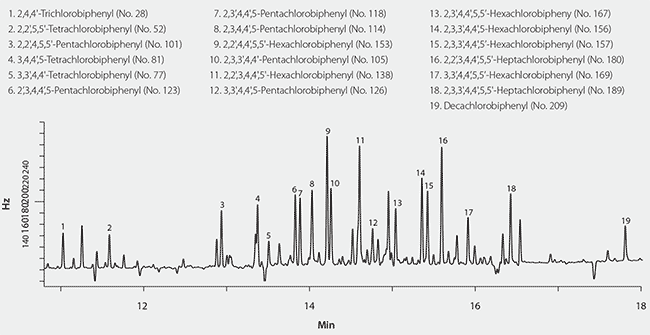 1. 2,4,4'-Trichlorobiphenyl (No. 28)
2. 2,2',5,5'-Tetrachlorobiphenyl (No. 52)
3. 2,2',4,5,5'-Pentachlorobiphenyl (No. 101)
4. 3,4,4',5-Tetrachlorobiphenyl (No. 81)
5. 3,3',4,4'-Tetrachlorobiphenyl (No. 77)
6. 2',3,4,4',5-Pentachlorobiphenyl (No. 123)
7. 2,3',4,4',5-Pentachlorobiphenyl (No. 118)
8. 2,3,4,4',5-Pentachlorobiphenyl (No. 114)
9. 2,2',4,4',5,5'-Hexachlorobiphenyl (No. 153)
10. 2,3,3',4,4'-Pentachlorobiphenyl (No. 105)
11. 2,2',3,4,4',5'-Hexachlorobiphenyl (No. 138)
12. 3,3',4,4',5-Pentachlorobiphenyl (No. 126)
13. 2,3',4,4',5,5'-Hexachlorobiphenyl (No. 167)
14. 2,3,3',4,4',5-Hexachlorobiphenyl (No. 156)
15. 2,3,3',4,4',5'-Hexachlorobiphenyl (No. 157)
16. 2,2',3,4,4',5,5'-Heptachlorobiphenyl (No. 180)
17. 3,3',4,4',5,5'-Hexachlorobiphenyl (No. 169)
18. 2,3,3',4,4',5,5'-Heptachlorobiphenyl (No. 189)
19. Decachlorobiphenyl (No. 209)
Hz
140 160 180 200 220 240
1 2 3 4 5 6 7 8 9 10 11 12 13 14 15 16 17 18 19
12 14 16 18
Min